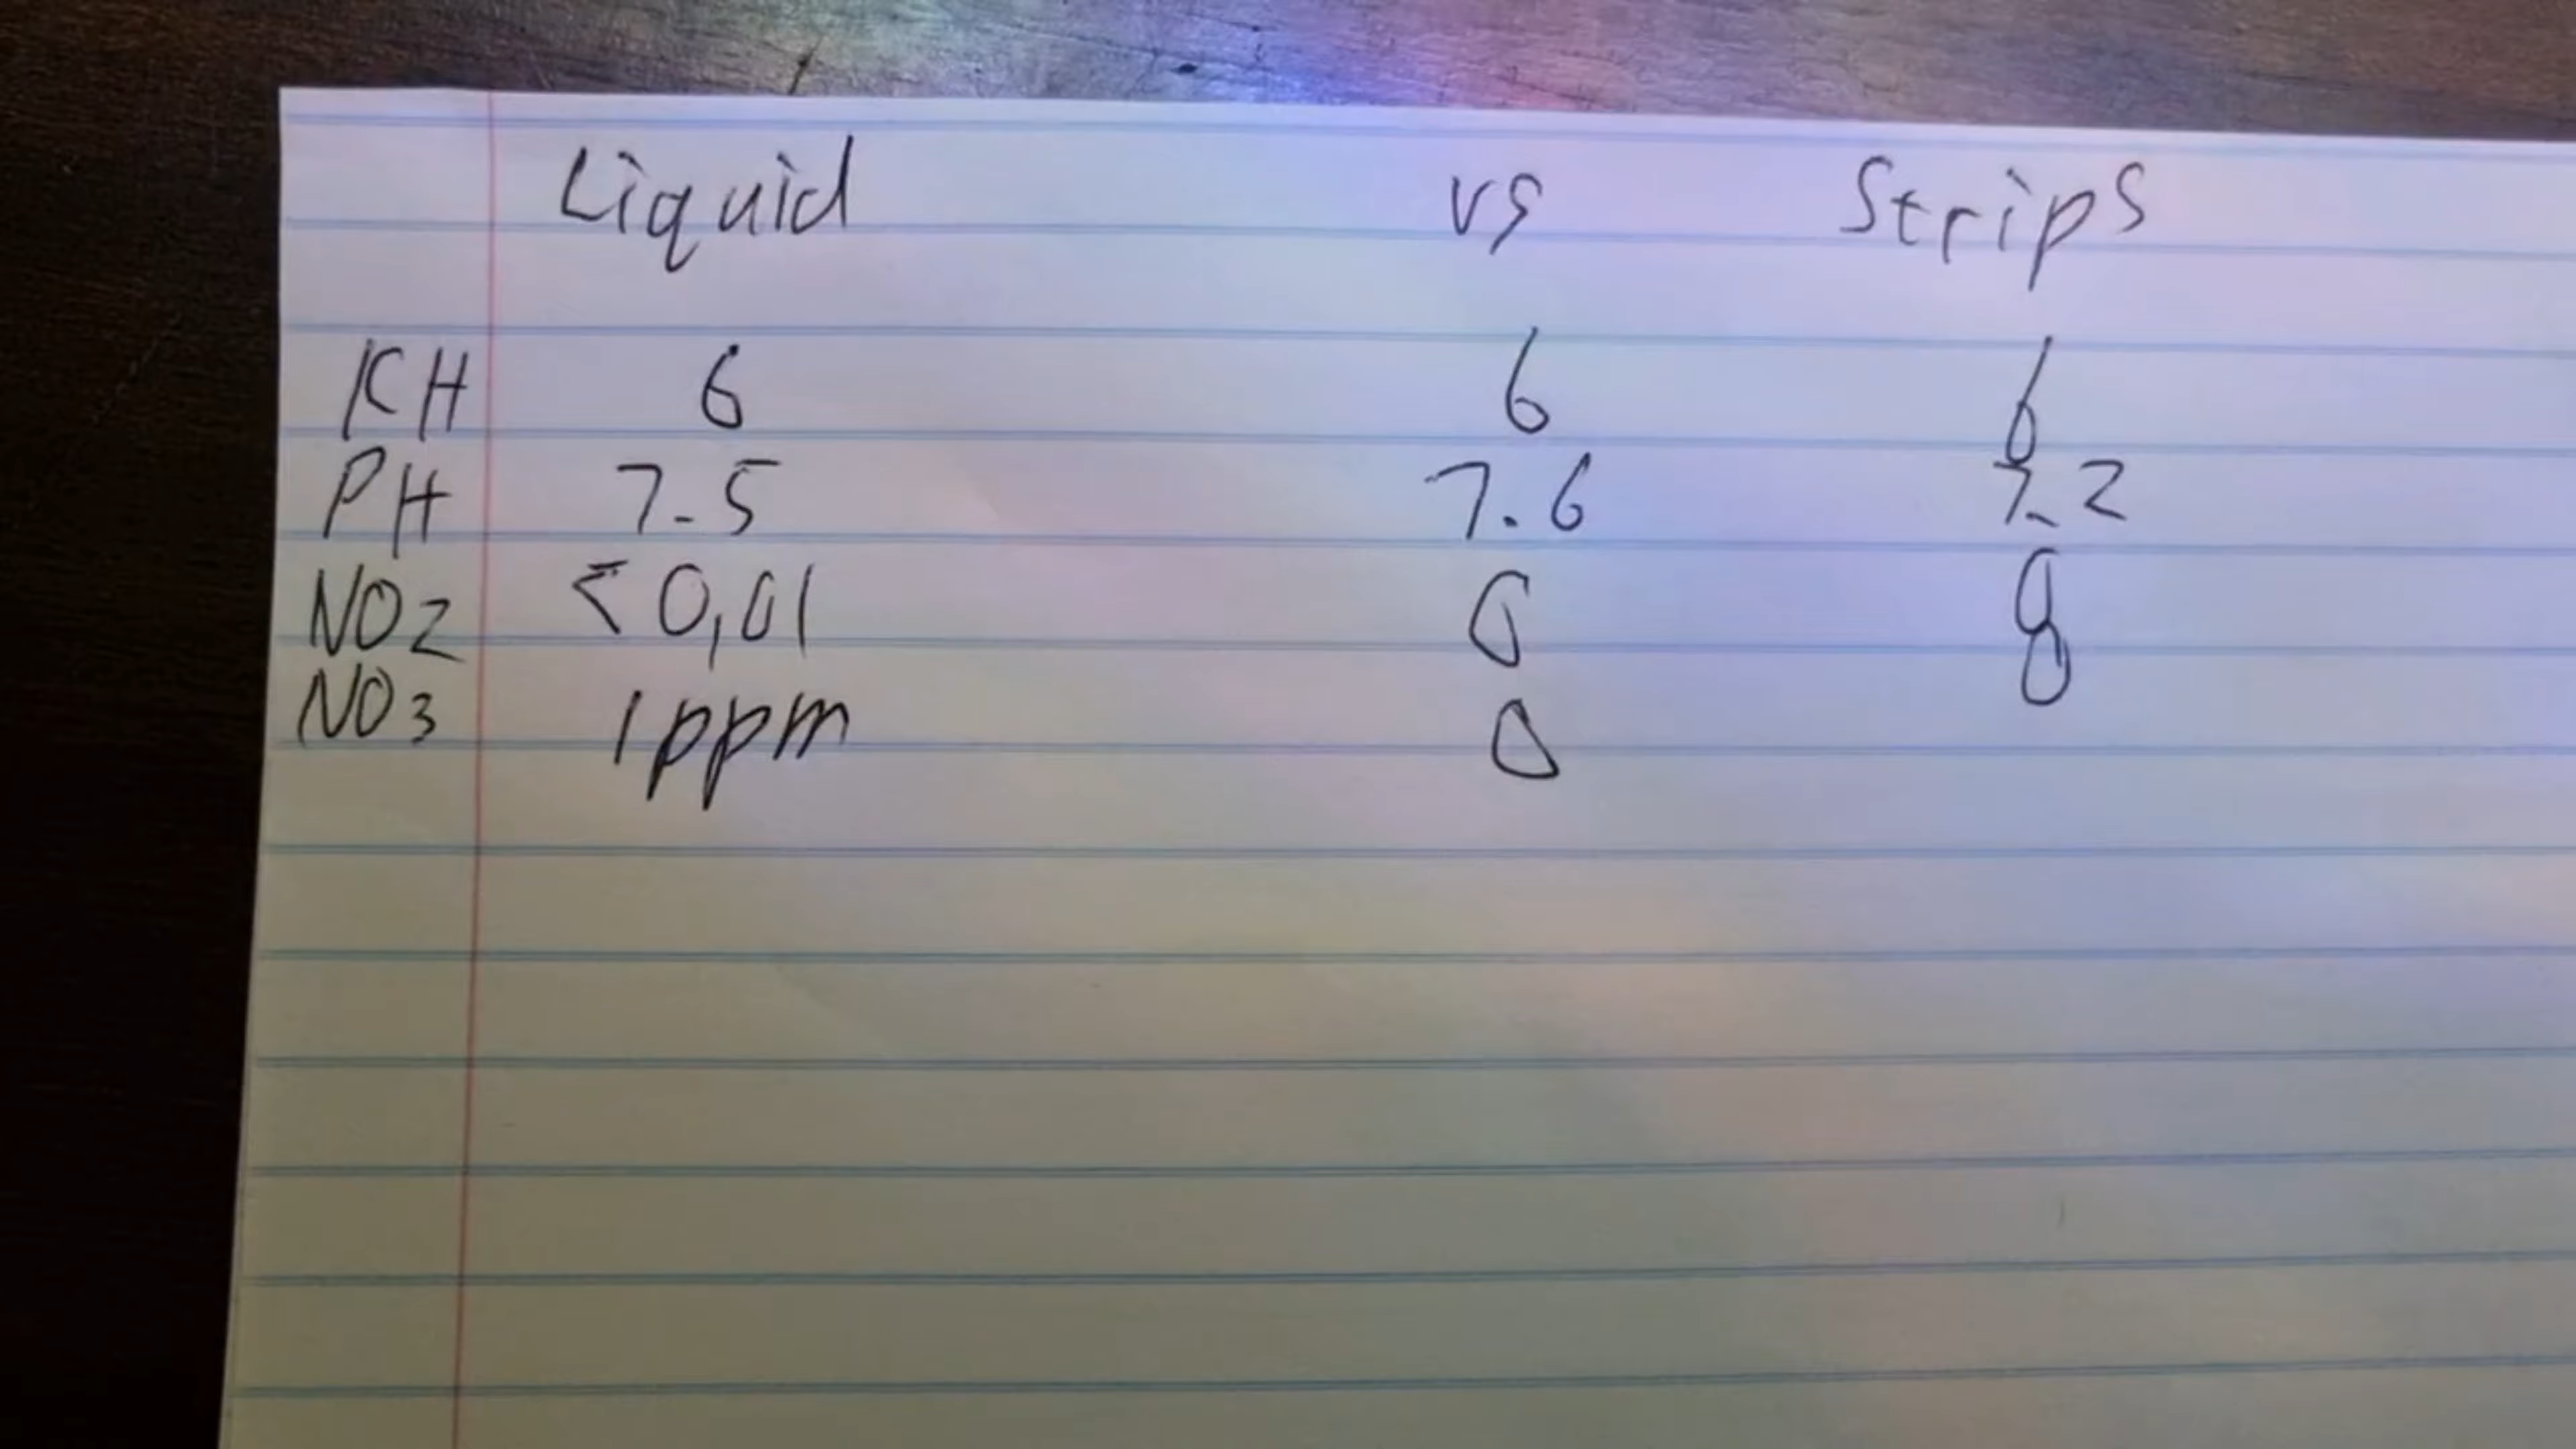 Liquid vs Strips
KH 6 6 6
PH 7.5 7.6 7.2
NO2 ≤0,01 0 0
NO3 1ppm 0 0